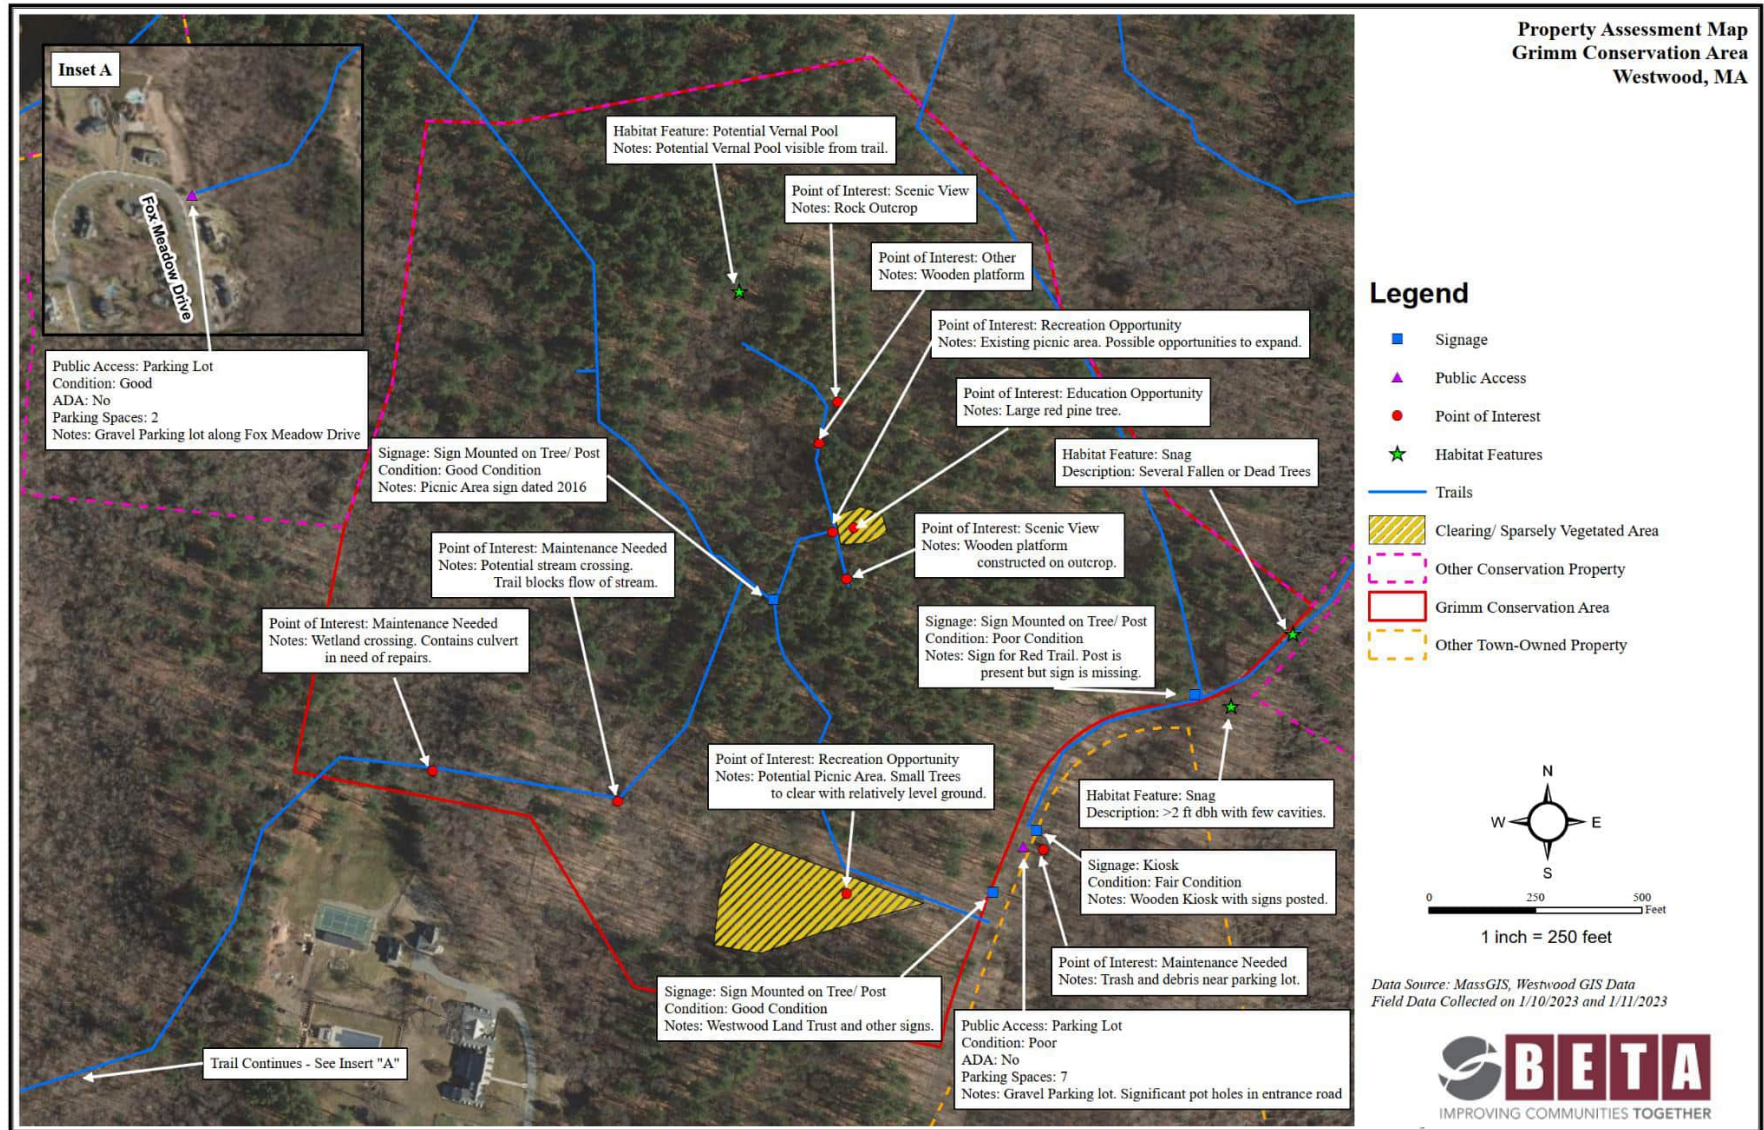 Property Assessment Map
Grimm Conservation Area
Westwood, MA
Inset A
Fox Meadow Drive
Public Access: Parking Lot
Condition: Good
ADA: No
Parking Spaces: 2
Notes: Gravel Parking lot along Fox Meadow Drive
Habitat Feature: Potential Vernal Pool
Notes: Potential Vernal Pool visible from trail.
Point of Interest: Scenic View
Notes: Rock Outcrop
Point of Interest: Other
Notes: Wooden platform
Point of Interest: Recreation Opportunity
Notes: Existing picnic area. Possible opportunities to expand.
Point of Interest: Education Opportunity
Notes: Large red pine tree.
Habitat Feature: Snag
Description: Several Fallen or Dead Trees
Signage: Sign Mounted on Tree/ Post
Condition: Good Condition
Notes: Picnic Area sign dated 2016
Point of Interest: Scenic View
Notes: Wooden platform
constructed on outcrop.
Point of Interest: Maintenance Needed
Notes: Potential stream crossing.
Trail blocks flow of stream.
Point of Interest: Maintenance Needed
Notes: Wetland crossing. Contains culvert
in need of repairs.
Signage: Sign Mounted on Tree/ Post
Condition: Poor Condition
Notes: Sign for Red Trail. Post is
present but sign is missing.
Point of Interest: Recreation Opportunity
Notes: Potential Picnic Area. Small Trees
to clear with relatively level ground.
Habitat Feature: Snag
Description: >2 ft dbh with few cavities.
Signage: Kiosk
Condition: Fair Condition
Notes: Wooden Kiosk with signs posted.
Point of Interest: Maintenance Needed
Notes: Trash and debris near parking lot.
Signage: Sign Mounted on Tree/ Post
Condition: Good Condition
Notes: Westwood Land Trust and other signs.
Public Access: Parking Lot
Condition: Poor
ADA: No
Parking Spaces: 7
Notes: Gravel Parking lot. Significant pot holes in entrance road
Trail Continues - See Insert "A"
Legend
Signage
Public Access
Point of Interest
Habitat Features
Trails
Clearing/ Sparsely Vegetated Area
Other Conservation Property
Grimm Conservation Area
Other Town-Owned Property
N
W E
S
0 250 500
Feet
1 inch = 250 feet
Data Source: MassGIS, Westwood GIS Data
Field Data Collected on 1/10/2023 and 1/11/2023
BETA
IMPROVING COMMUNITIES TOGETHER